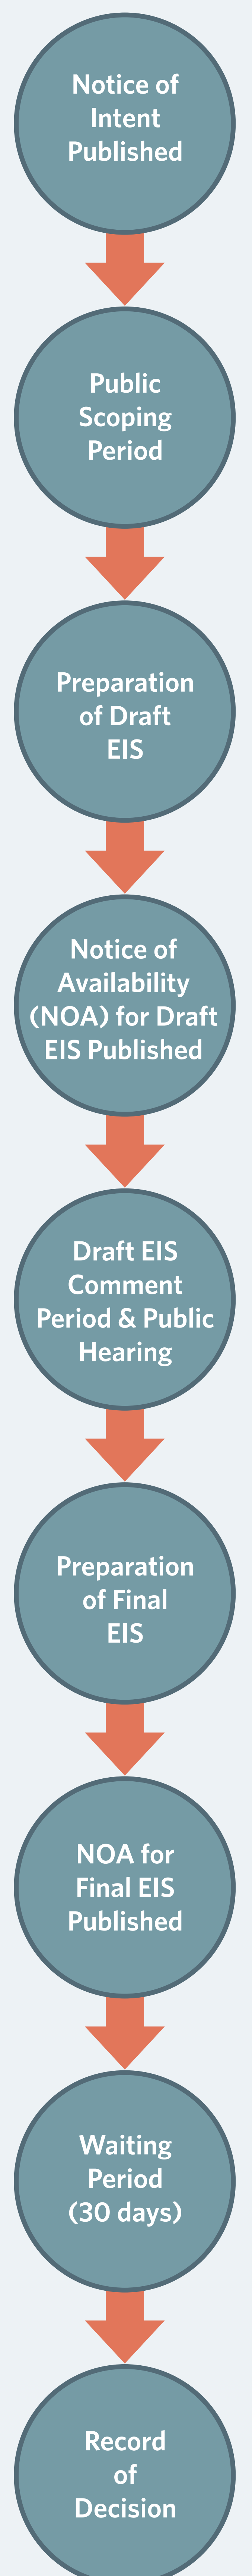 Notice of
Intent
Published
Public
Scoping
Period
Preparation
of Draft
EIS
Notice of
Availability
(NOA) for Draft
EIS Published
Draft EIS
Comment
Period & Public
Hearing
Preparation
of Final
EIS
NOA for
Final EIS
Published
Waiting
Period
(30 days)
Record
of
Decision